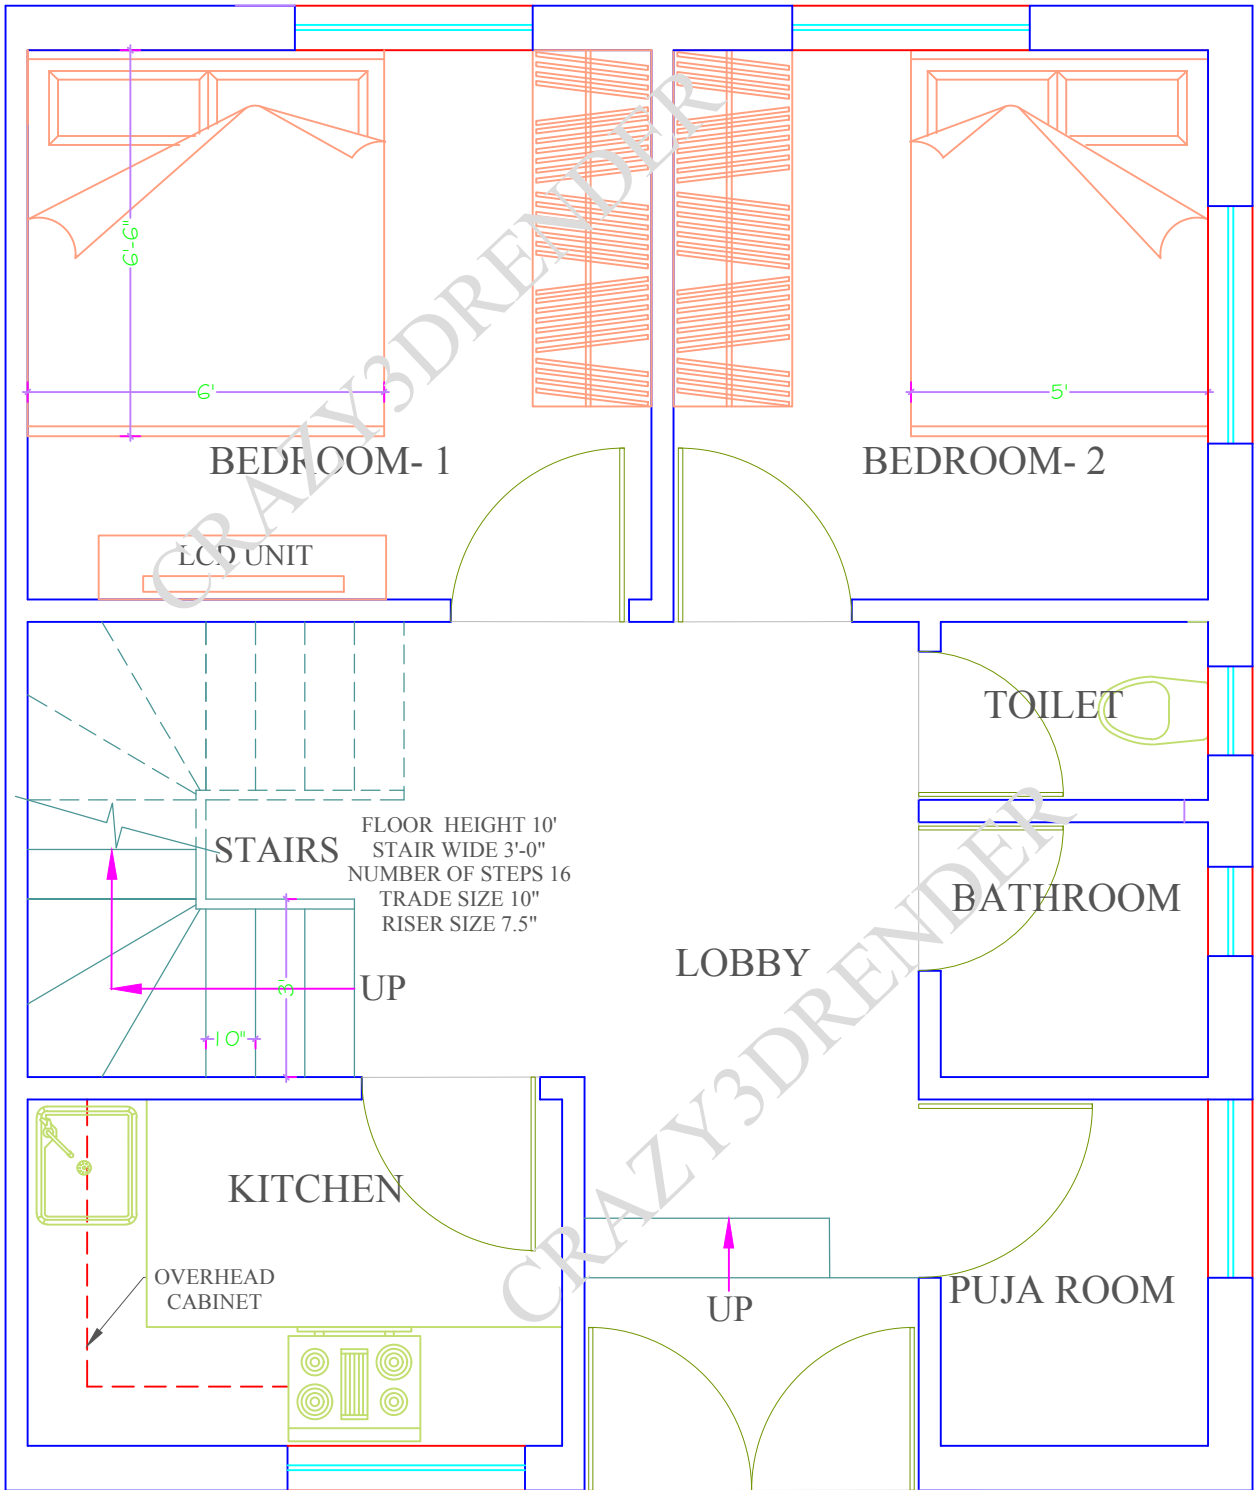 6'-6"
6'
5'
BEDROOM- 1
BEDROOM- 2
LCD UNIT
CRAZY3DRENDER
TOILET
STAIRS
FLOOR HEIGHT 10'
STAIR WIDE 3'-0"
NUMBER OF STEPS 16
TRADE SIZE 10"
RISER SIZE 7.5"
BATHROOM
LOBBY
UP
3'
10"
CRAZY3DRENDER
KITCHEN
OVERHEAD
CABINET
UP
PUJA ROOM